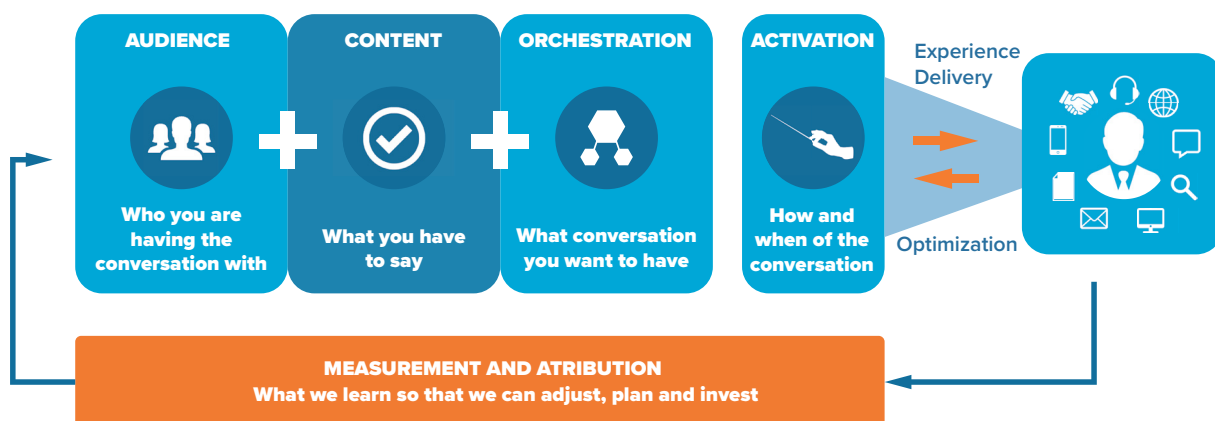 AUDIENCE
Who you are
having the
conversation with
CONTENT
What you have
to say
ORCHESTRATION
What conversation
you want to have
ACTIVATION
How and
when of the
conversation
Experience
Delivery
Optimization
MEASUREMENT AND ATRIBUTION
What we learn so that we can adjust, plan and invest